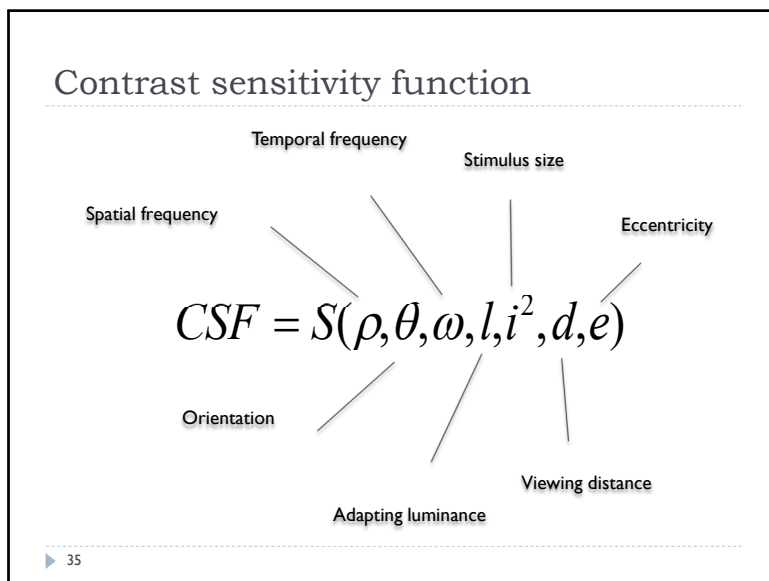 Contrast sensitivity function
Temporal frequency
Stimulus size
Spatial frequency
Eccentricity
CSF = S(ρ,θ,ω,l,i²,d,e)
Orientation
Viewing distance
Adapting luminance
35